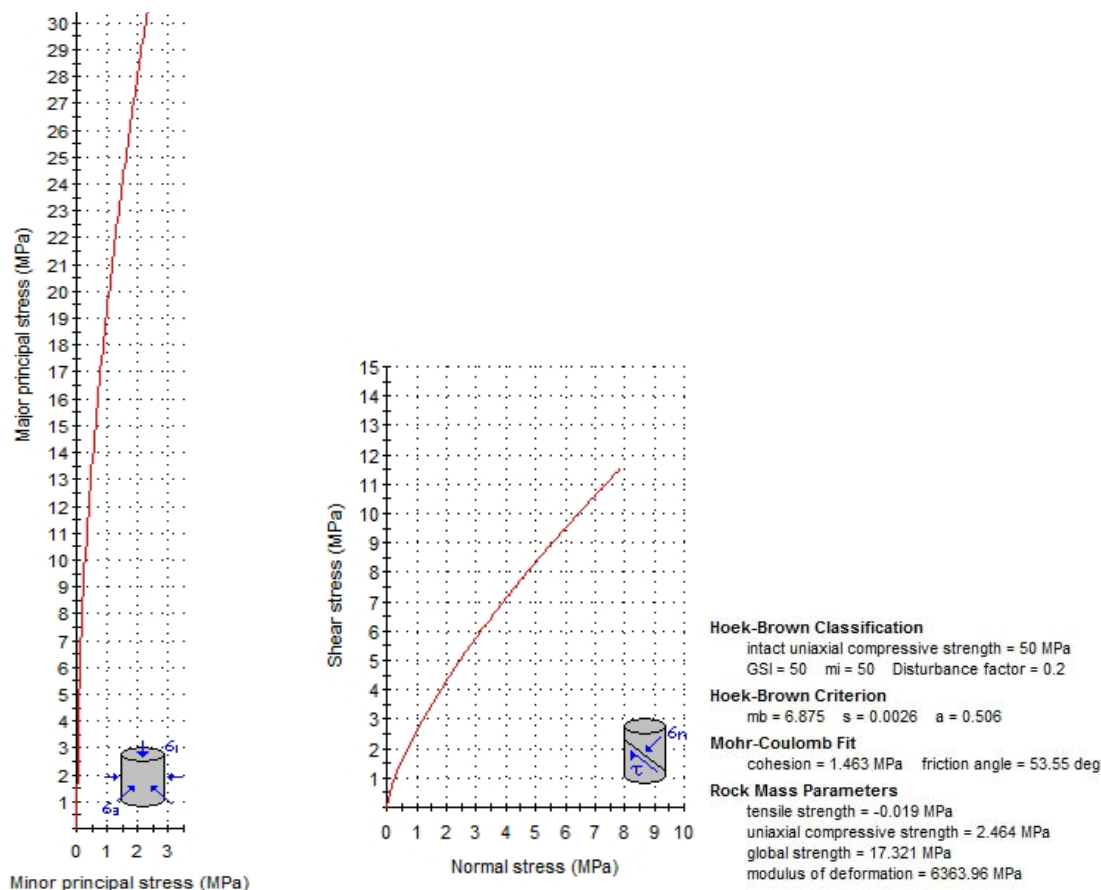 30
29
28
27
26
25
24
23
22
21
20
19
18
17
16
15
14
13
12
11
10
9
8
7
6
5
4
3
2
1
Major principal stress (MPa)
σ1
σ3
0 1 2 3
Minor principal stress (MPa)
15
14
13
12
11
10
9
8
7
6
5
4
3
2
1
Shear stress (MPa)
σn
τ
0 1 2 3 4 5 6 7 8 9 10
Normal stress (MPa)
Hoek-Brown Classification
intact uniaxial compressive strength = 50 MPa
GSI = 50 mi = 50 Disturbance factor = 0.2
Hoek-Brown Criterion
mb = 6.875 s = 0.0026 a = 0.506
Mohr-Coulomb Fit
cohesion = 1.463 MPa friction angle = 53.55 deg
Rock Mass Parameters
tensile strength = -0.019 MPa
uniaxial compressive strength = 2.464 MPa
global strength = 17.321 MPa
modulus of deformation = 6363.96 MPa